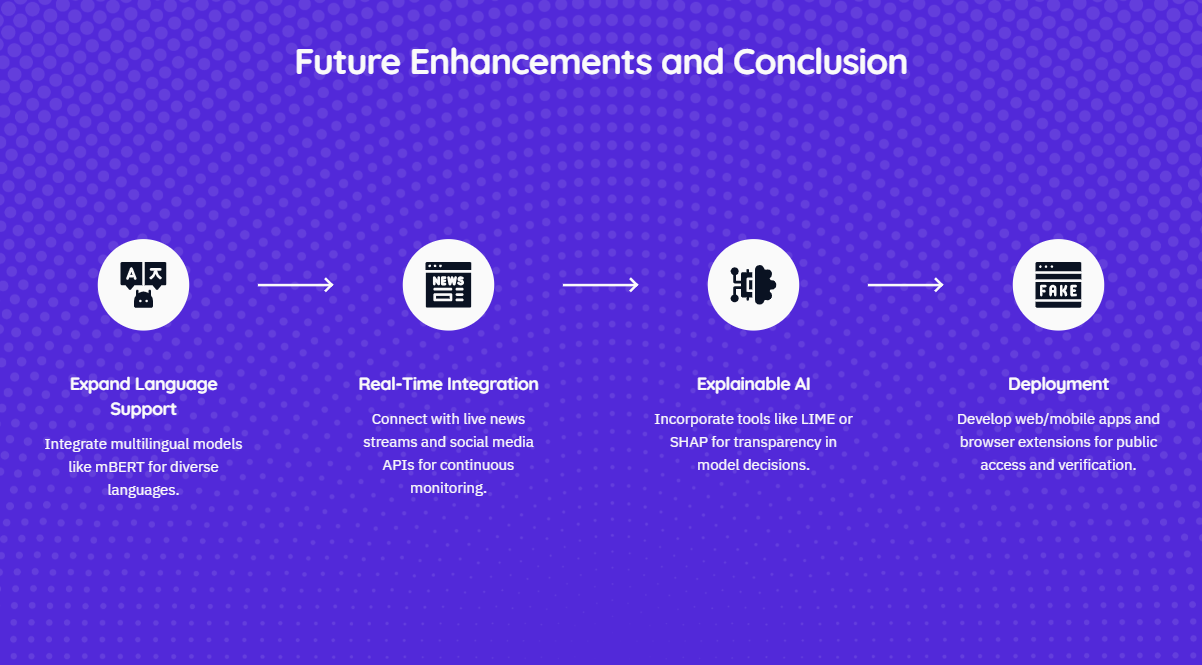 Future Enhancements and Conclusion
A
NEWS
FAKE
Expand Language
Support
Integrate multilingual models
like mBERT for diverse
languages.
Real-Time Integration
Connect with live news
streams and social media
APIs for continuous
monitoring.
Explainable AI
Incorporate tools like LIME or
SHAP for transparency in
model decisions.
Deployment
Develop web/mobile apps and
browser extensions for public
access and verification.